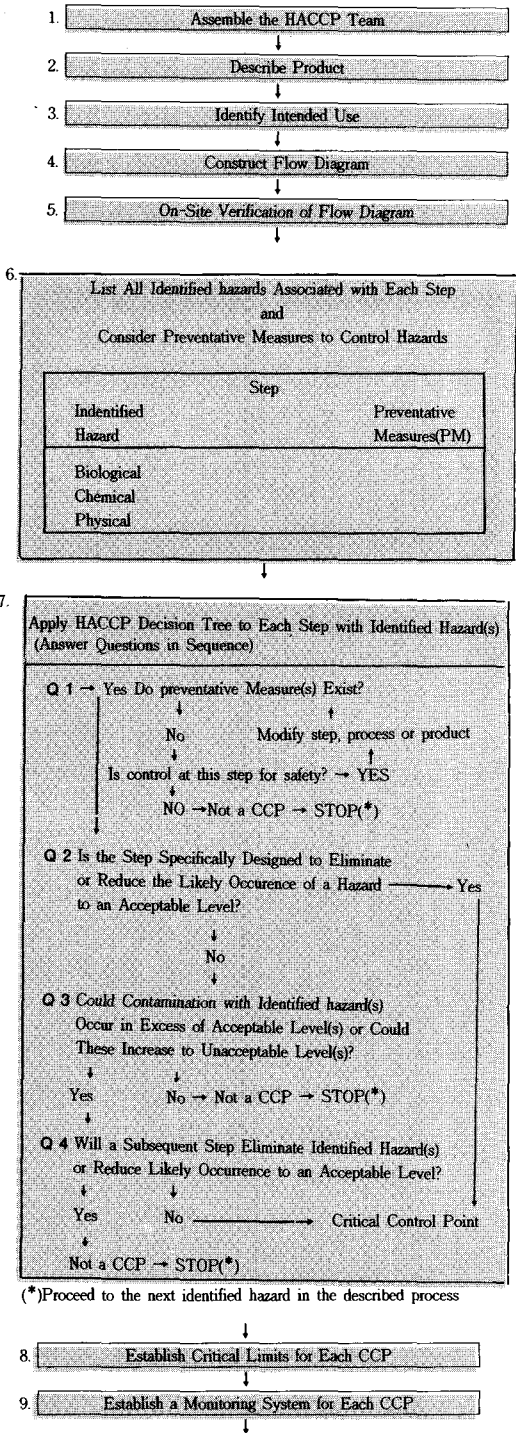 1. Assemble the HACCP Team
2. Describe Product
3. Identify Intended Use
4. Construct Flow Diagram
5. On-Site Verification of Flow Diagram
6.
List All Identified hazards Associated with Each Step
and
Consider Preventative Measures to Control Hazards
Step
Indentified Preventative
Hazard Measures(PM)
Biological
Chemical
Physical
7.
Apply HACCP Decision Tree to Each Step with Identified Hazard(s)
(Answer Questions in Sequence)
Q 1 → Yes Do preventative Measure(s) Exist?
No Modify step, process or product
Is control at this step for safety? → YES
NO →Not a CCP → STOP(*)
Q 2 Is the Step Specifically Designed to Eliminate
or Reduce the Likely Occurence of a Hazard → Yes
to an Acceptable Level?
No
Q 3 Could Contamination with Identified hazard(s)
Occur in Excess of Acceptable Level(s) or Could
These Increase to Unacceptable Level(s)?
Yes No → Not a CCP → STOP(*)
Q 4 Will a Subsequent Step Eliminate Identified Hazard(s)
or Reduce Likely Occurrence to an Acceptable Level?
Yes No → Critical Control Point
Not a CCP → STOP(*)
(*)Proceed to the next identified hazard in the described process
8. Establish Critical Limits for Each CCP
9. Establish a Monitoring System for Each CCP